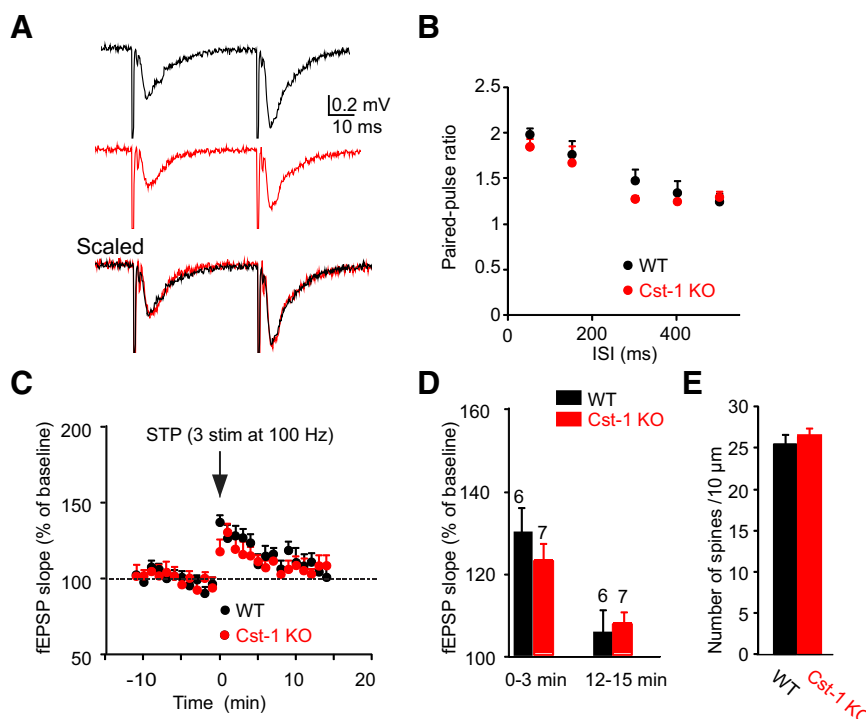 A
0.2 mV
10 ms
Scaled
B
Paired-pulse ratio
2.5
2
1.5
1
0.5
0
0
200
400
ISI (ms)
WT
Cst-1 KO
C
fEPSP slope (% of baseline)
200
150
100
50
STP (3 stim at 100 Hz)
WT
Cst-1 KO
-10
0
10
20
Time (min)
D
fEPSP slope (% of baseline)
160
140
120
100
WT
Cst-1 KO
6
7
6
7
0-3 min
12-15 min
E
Number of spines /10 µm
30
25
20
15
10
5
0
WT
Cst-1 KO